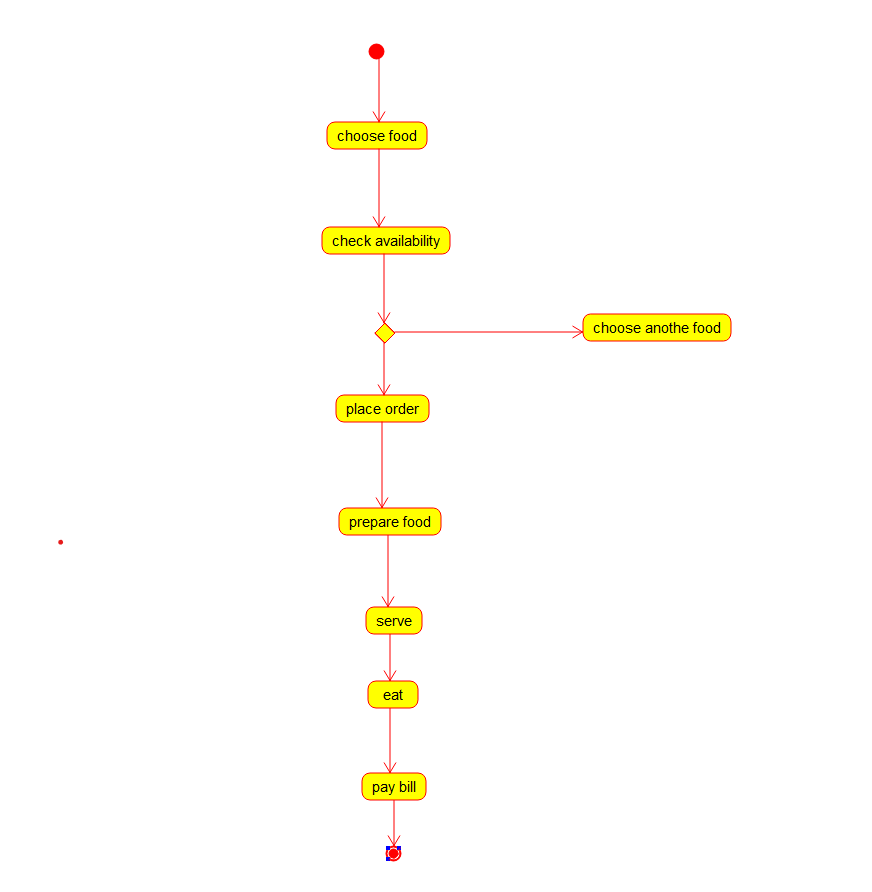 choose food
check availability
choose anothe food
place order
prepare food
serve
eat
pay bill